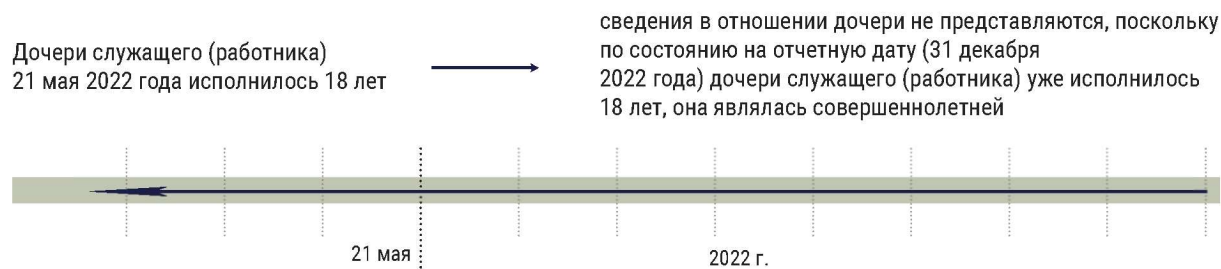 Дочери служащего (работника)
21 мая 2022 года исполнилось 18 лет
сведения в отношении дочери не представляются, поскольку
по состоянию на отчетную дату (31 декабря
2022 года) дочери служащего (работника) уже исполнилось
18 лет, она являлась совершеннолетней
21 мая
2022 г.